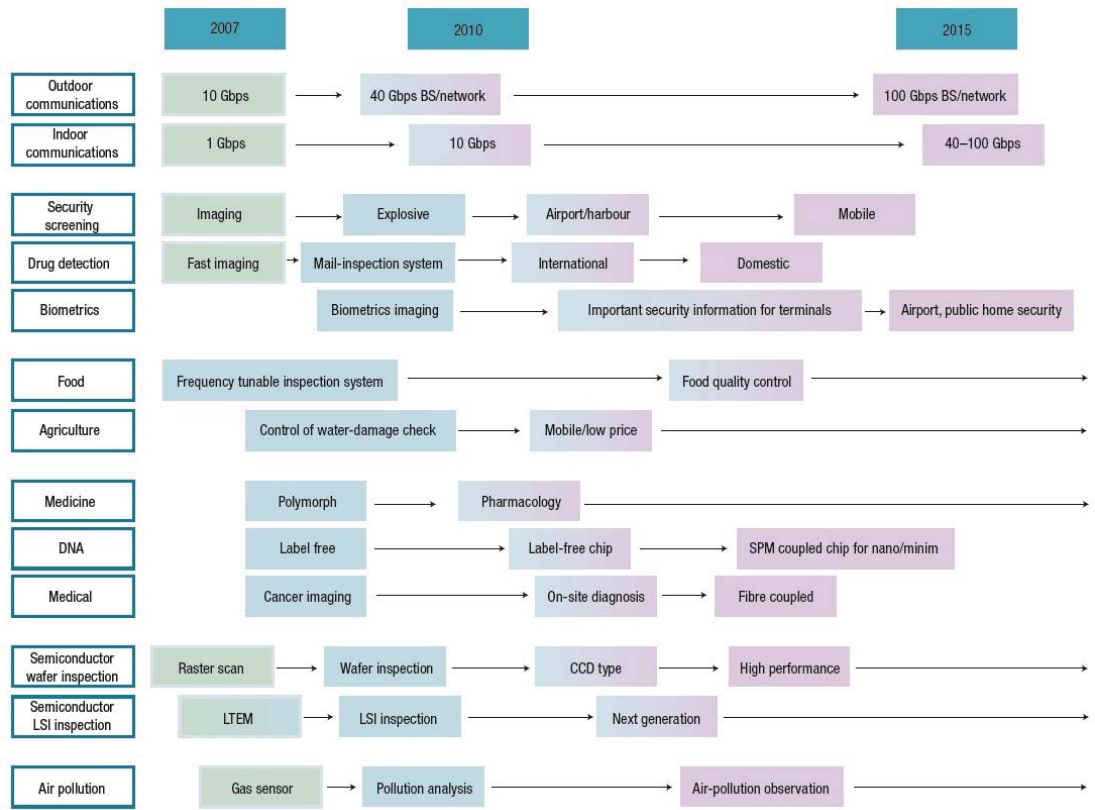 2007 2010 2015
Outdoor
communications
10 Gbps 40 Gbps BS/network 100 Gbps BS/network
Indoor
communications
1 Gbps 10 Gbps 40–100 Gbps
Security
screening
Imaging Explosive Airport/harbour Mobile
Drug detection Fast imaging Mail-inspection system International Domestic
Biometrics Biometrics imaging Important security information for terminals Airport, public home security
Food Frequency tunable inspection system Food quality control
Agriculture Control of water-damage check Mobile/low price
Medicine Polymorph Pharmacology
DNA Label free Label-free chip SPM coupled chip for nano/minim
Medical Cancer imaging On-site diagnosis Fibre coupled
Semiconductor
wafer inspection
Raster scan Wafer inspection CCD type High performance
Semiconductor
LSI inspection
LTEM LSI inspection Next generation
Air pollution Gas sensor Pollution analysis Air-pollution observation